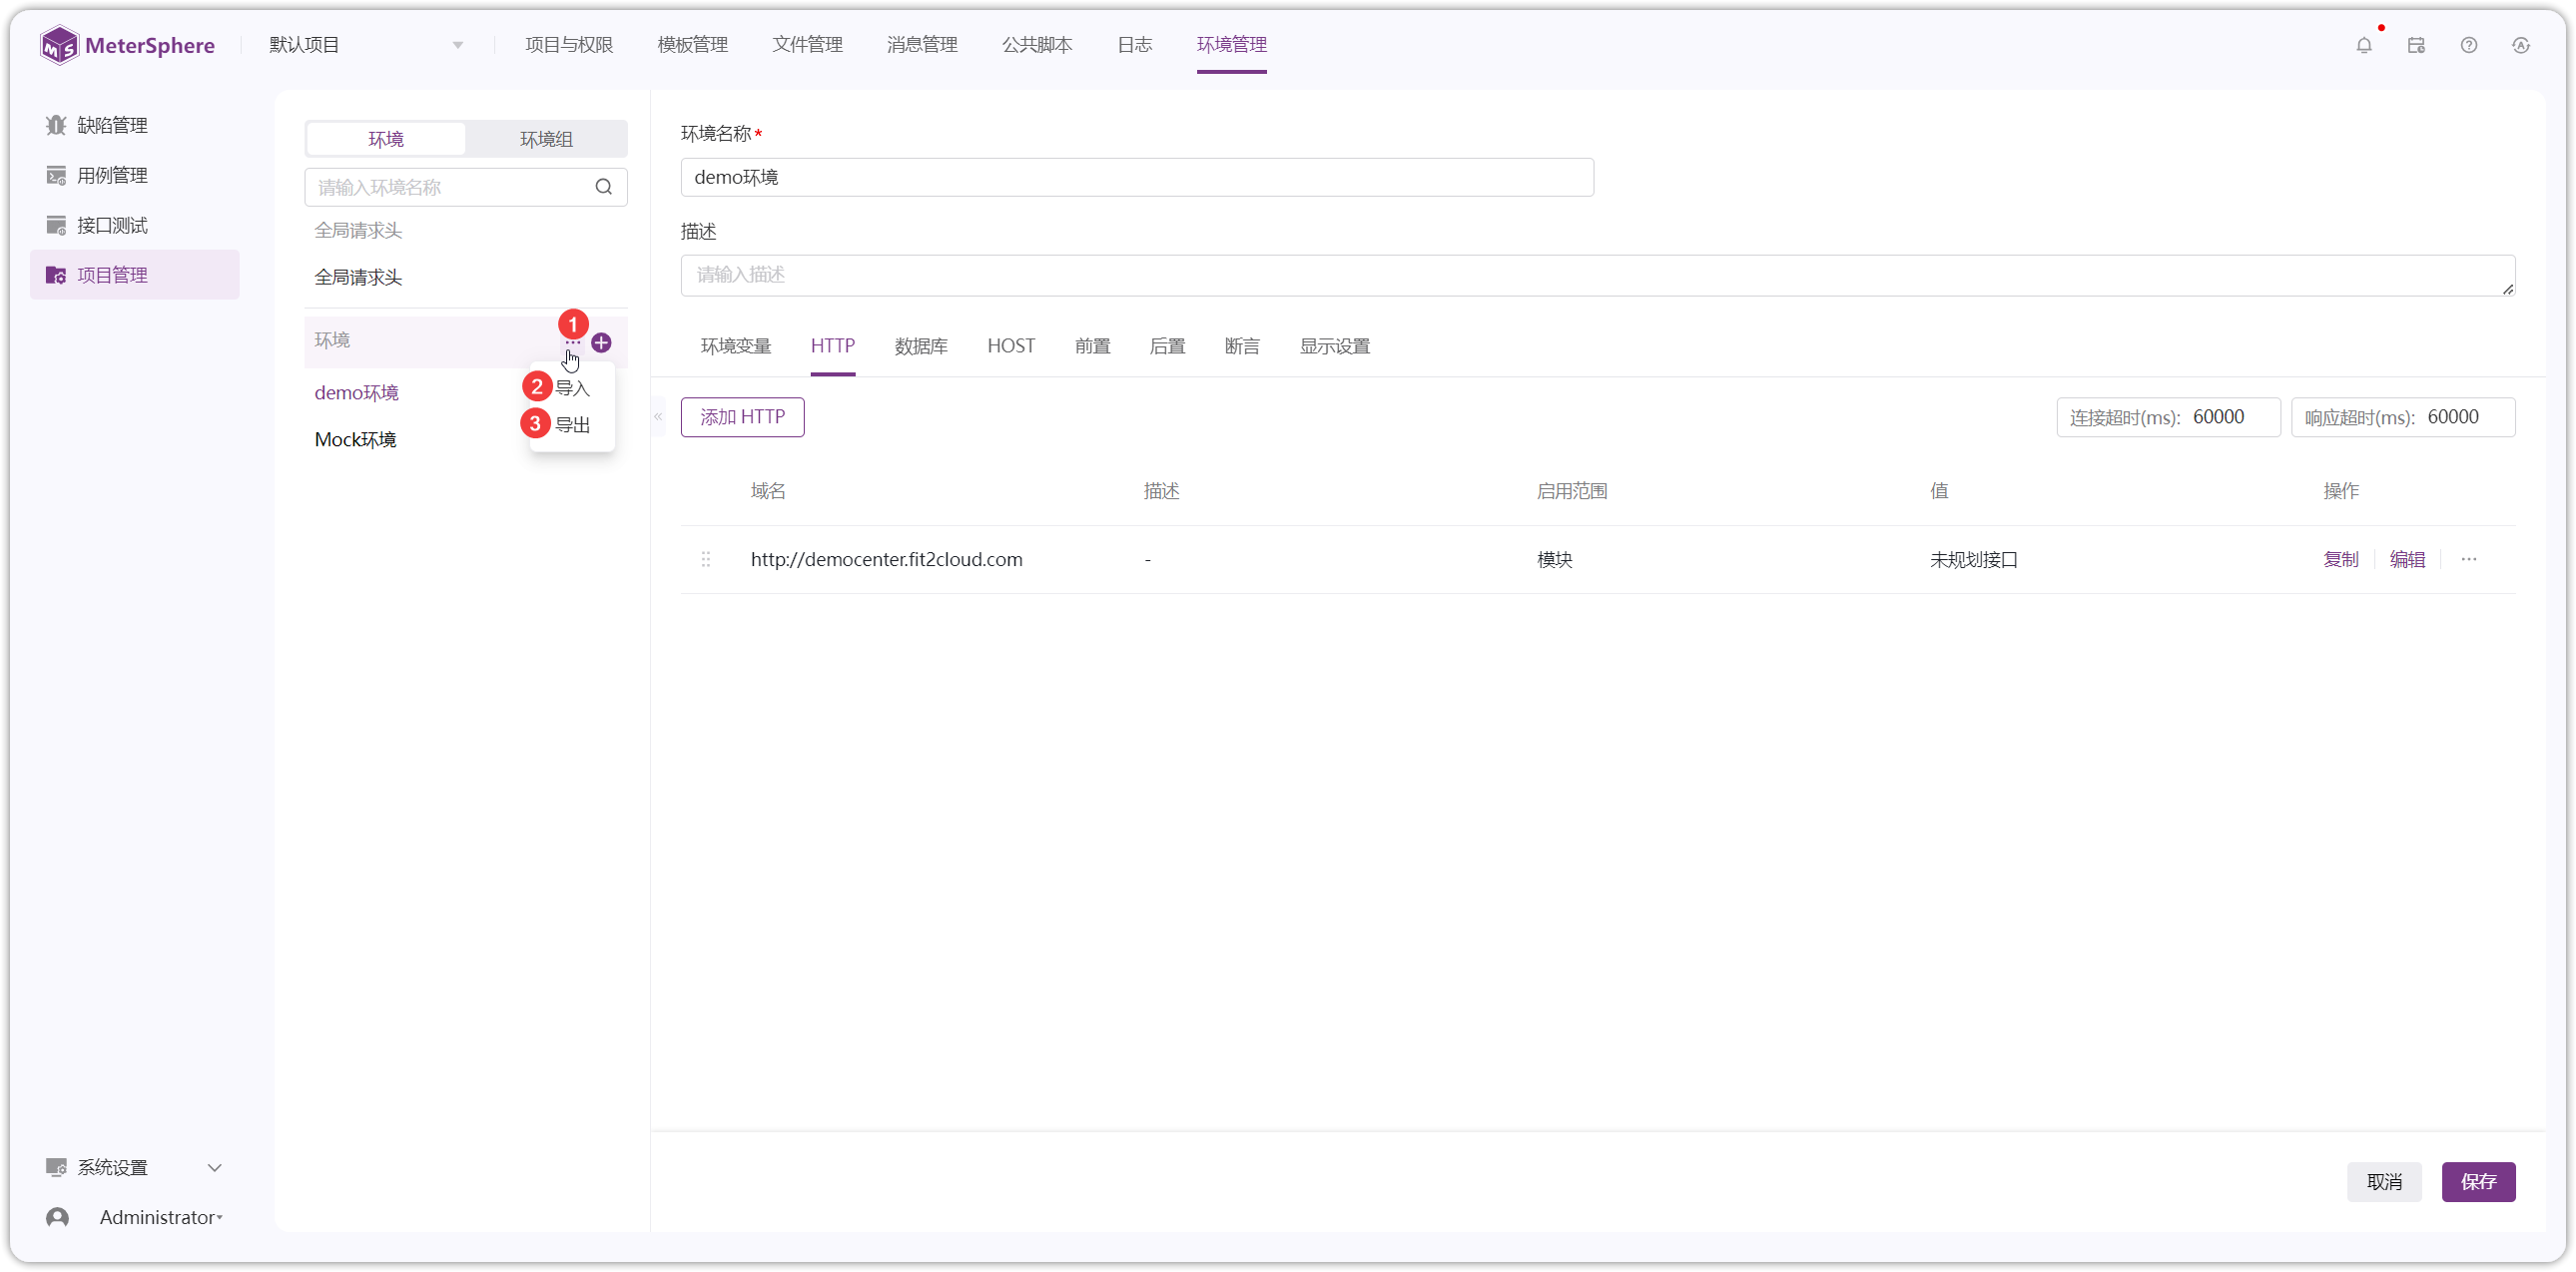 MeterSphere
默认项目
项目与权限
模板管理
文件管理
消息管理
公共脚本
日志
环境管理
缺陷管理
用例管理
接口测试
项目管理
系统设置
Administrator
环境
环境组
请输入环境名称
全局请求头
全局请求头
环境
1
2 导入
3 导出
demo环境
Mock环境
环境名称*
demo环境
描述
请输入描述
环境变量
HTTP
数据库
HOST
前置
后置
断言
显示设置
添加 HTTP
连接超时(ms): 60000
响应超时(ms): 60000
域名 描述 启用范围 值 操作
http://democenter.fit2cloud.com - 模块 未规划接口 复制 编辑 ···
取消
保存